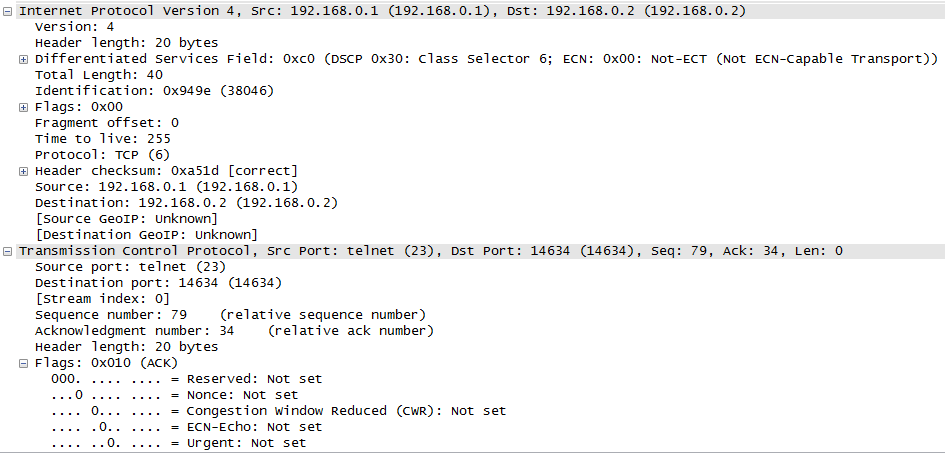 Internet Protocol Version 4, Src: 192.168.0.1 (192.168.0.1), Dst: 192.168.0.2 (192.168.0.2)
Version: 4
Header length: 20 bytes
Differentiated Services Field: 0xc0 (DSCP 0x30: Class Selector 6; ECN: 0x00: Not-ECT (Not ECN-Capable Transport))
Total Length: 40
Identification: 0x949e (38046)
Flags: 0x00
Fragment offset: 0
Time to live: 255
Protocol: TCP (6)
Header checksum: 0xa51d [correct]
Source: 192.168.0.1 (192.168.0.1)
Destination: 192.168.0.2 (192.168.0.2)
[Source GeoIP: Unknown]
[Destination GeoIP: Unknown]
Transmission Control Protocol, Src Port: telnet (23), Dst Port: 14634 (14634), Seq: 79, Ack: 34, Len: 0
Source port: telnet (23)
Destination port: 14634 (14634)
[Stream index: 0]
Sequence number: 79    (relative sequence number)
Acknowledgment number: 34    (relative ack number)
Header length: 20 bytes
Flags: 0x010 (ACK)
000. .... .... = Reserved: Not set
...0 .... .... = Nonce: Not set
.... 0... .... = Congestion Window Reduced (CWR): Not set
.... .0.. .... = ECN-Echo: Not set
.... ..0. .... = Urgent: Not set